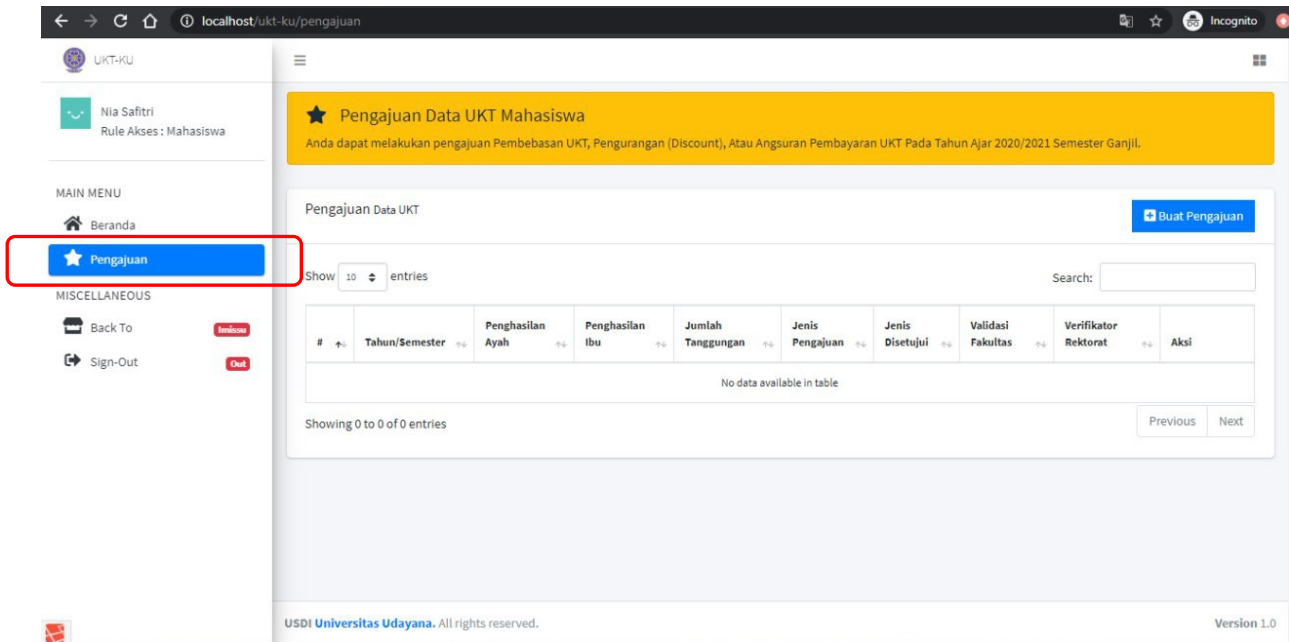 localhost/ukt-ku/pengajuan
Incognito
UKT-KU
Nia Safitri
Rule Akses : Mahasiswa
Pengajuan Data UKT Mahasiswa
Anda dapat melakukan pengajuan Pembebasan UKT, Pengurangan (Discount), Atau Angsuran Pembayaran UKT Pada Tahun Ajar 2020/2021 Semester Ganjil.
MAIN MENU
Beranda
Pengajuan
MISCELLANEOUS
Back To
Imissu
Sign-Out
Out
Pengajuan Data UKT
Buat Pengajuan
Show 10 entries
Search:
# Tahun/Semester Penghasilan Ayah Penghasilan Ibu Jumlah Tanggungan Jenis Pengajuan Jenis Disetujui Validasi Fakultas Verifikator Rektorat Aksi
No data available in table
Showing 0 to 0 of 0 entries
Previous Next
USDI Universitas Udayana. All rights reserved.
Version 1.0